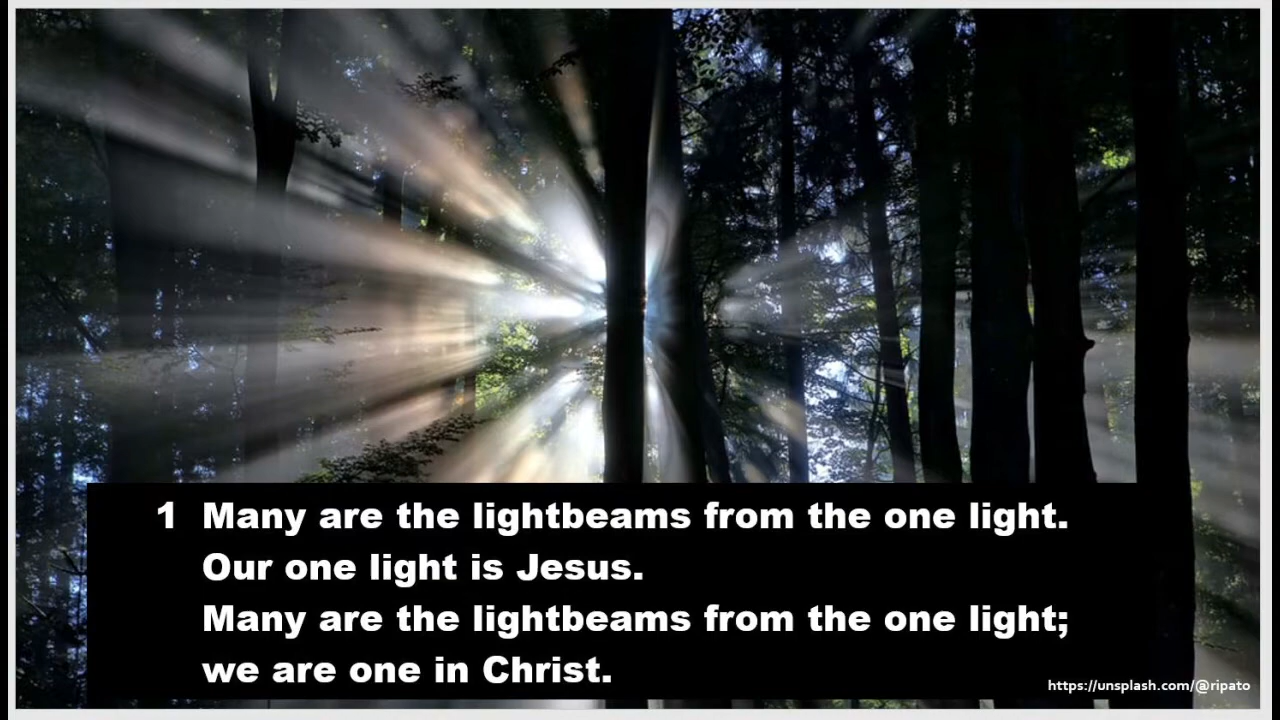 1 Many are the lightbeams from the one light.
Our one light is Jesus.
Many are the lightbeams from the one light;
we are one in Christ.
https://unsplash.com/@ripato